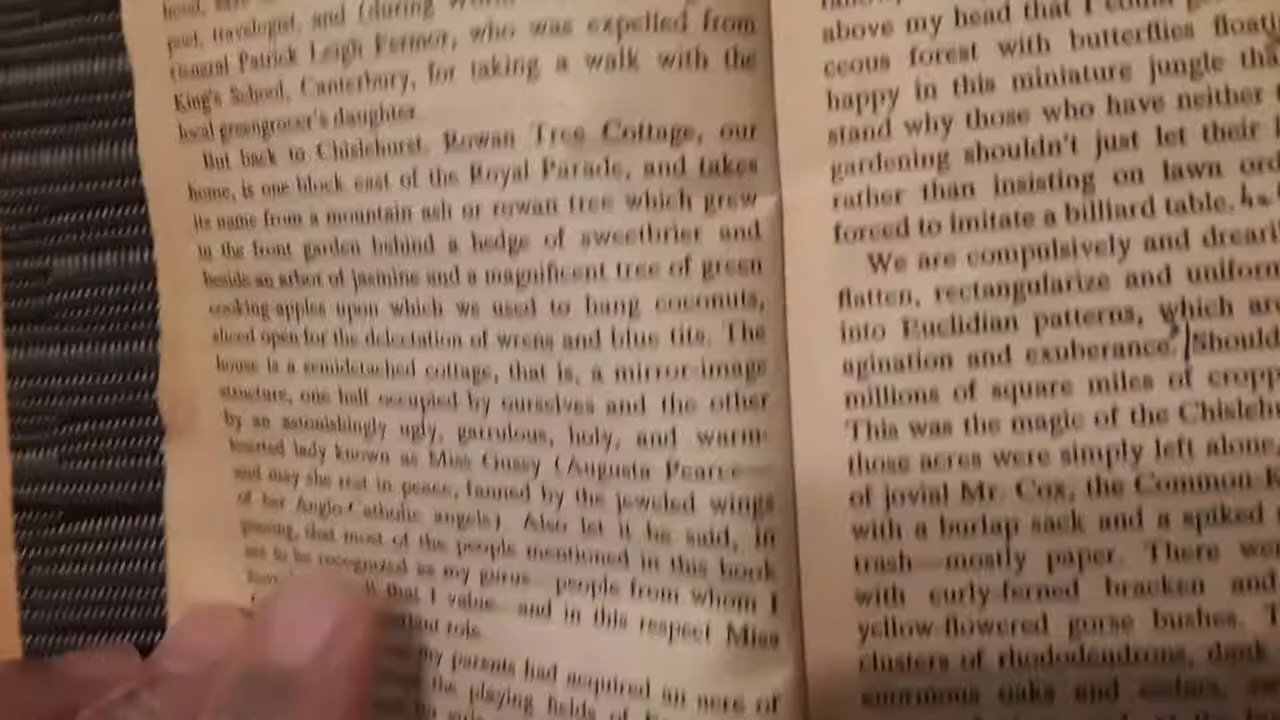 poet, travelogist, and (during
General Patrick Leigh Fermor, who was expelled from
King's School, Canterbury, for taking a walk with the
local greengrocer's daughter.
But back to Chislehurst. Rowan Tree Cottage, our
home, is one block east of the Royal Parade, and takes
its name from a mountain ash or rowan tree which grew
in the front garden behind a hedge of sweetbrier and
beside an arbor of jasmine and a magnificent tree of green
cooking-apples upon which we used to hang coconuts,
sliced open for the delectation of wrens and blue tits. The
house is a semidetached cottage, that is, a mirror-image
structure, one half occupied by ourselves and the other
by an astonishingly ugly, garrulous, holy, and warm-
hearted lady known as Miss Gussy (Augusta Pearce—
and may she rest in peace, fanned by the jeweled wings
of her Anglo-Catholic angels). Also let it be said, in
passing, that most of the people mentioned in this book
are to be recognized as my gurus—people from whom I
that I value—and in this respect Miss
role.
my parents had acquired an acre of
the playing fields of
above my head that I could
ceous forest with butterflies
happy in this miniature jungle
stand why those who have neither
gardening shouldn't just let their
rather than insisting on lawn
forced to imitate a billiard table.
We are compulsively and
flatten, rectangularize and
into Euclidian patterns, which
agination and exuberance. Should
millions of square miles of
This was the magic of the
those acres were simply left alone,
of jovial Mr. Cox, the Common
with a burlap sack and a spiked
trash—mostly paper. There
with curly-ferned bracken and
yellow-flowered gorse bushes.
clusters of rhododendrons, dank
enormous oaks and